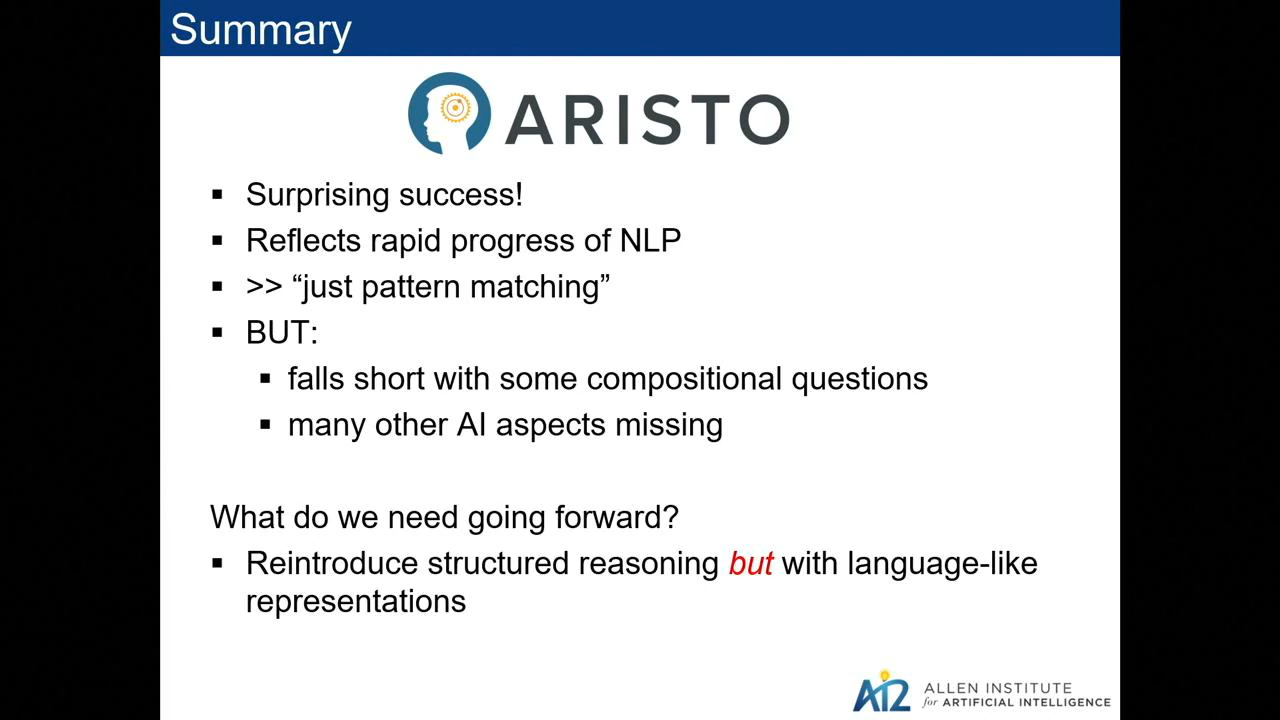 Summary
ARISTO
▪ Surprising success!
▪ Reflects rapid progress of NLP
▪ >> “just pattern matching”
▪ BUT:
▪ falls short with some compositional questions
▪ many other AI aspects missing
What do we need going forward?
▪ Reintroduce structured reasoning but with language-like
representations
AI2 ALLEN INSTITUTE
for ARTIFICIAL INTELLIGENCE